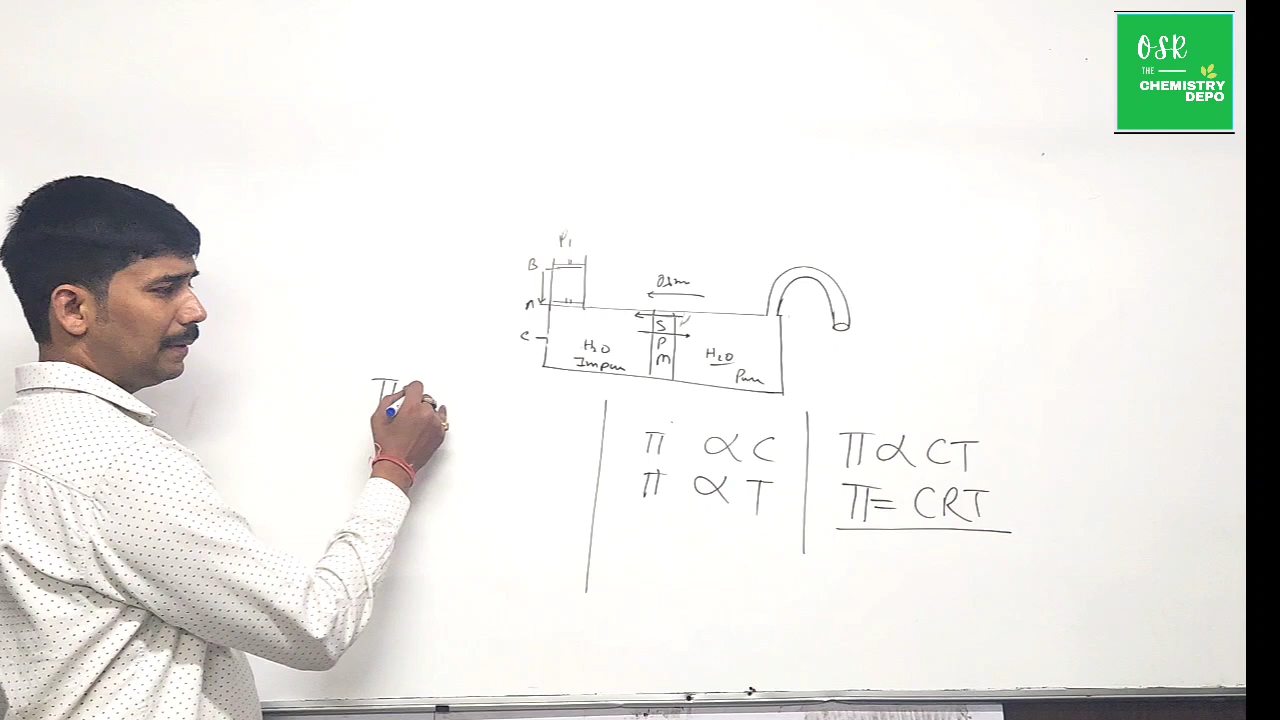 OSR
THE
CHEMISTRY
DEPO
P1
B
A
C
Osm
S
P
M
H2O
Impure
H2O
Pure
π
π ∝ C
π ∝ T
π ∝ CT
π = CRT